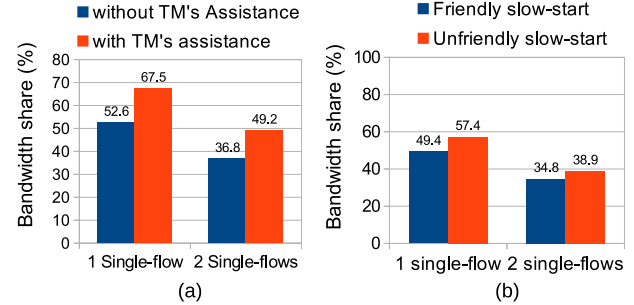 without TM's Assistance
with TM's assistance
Bandwidth share (%)
80
70
60
50
40
30
20
10
0
52.6
67.5
36.8
49.2
1 Single-flow
2 Single-flows
(a)
Friendly slow-start
Unfriendly slow-start
Bandwidth share (%)
100
80
60
40
20
0
49.4
57.4
34.8
38.9
1 single-flow
2 single-flows
(b)